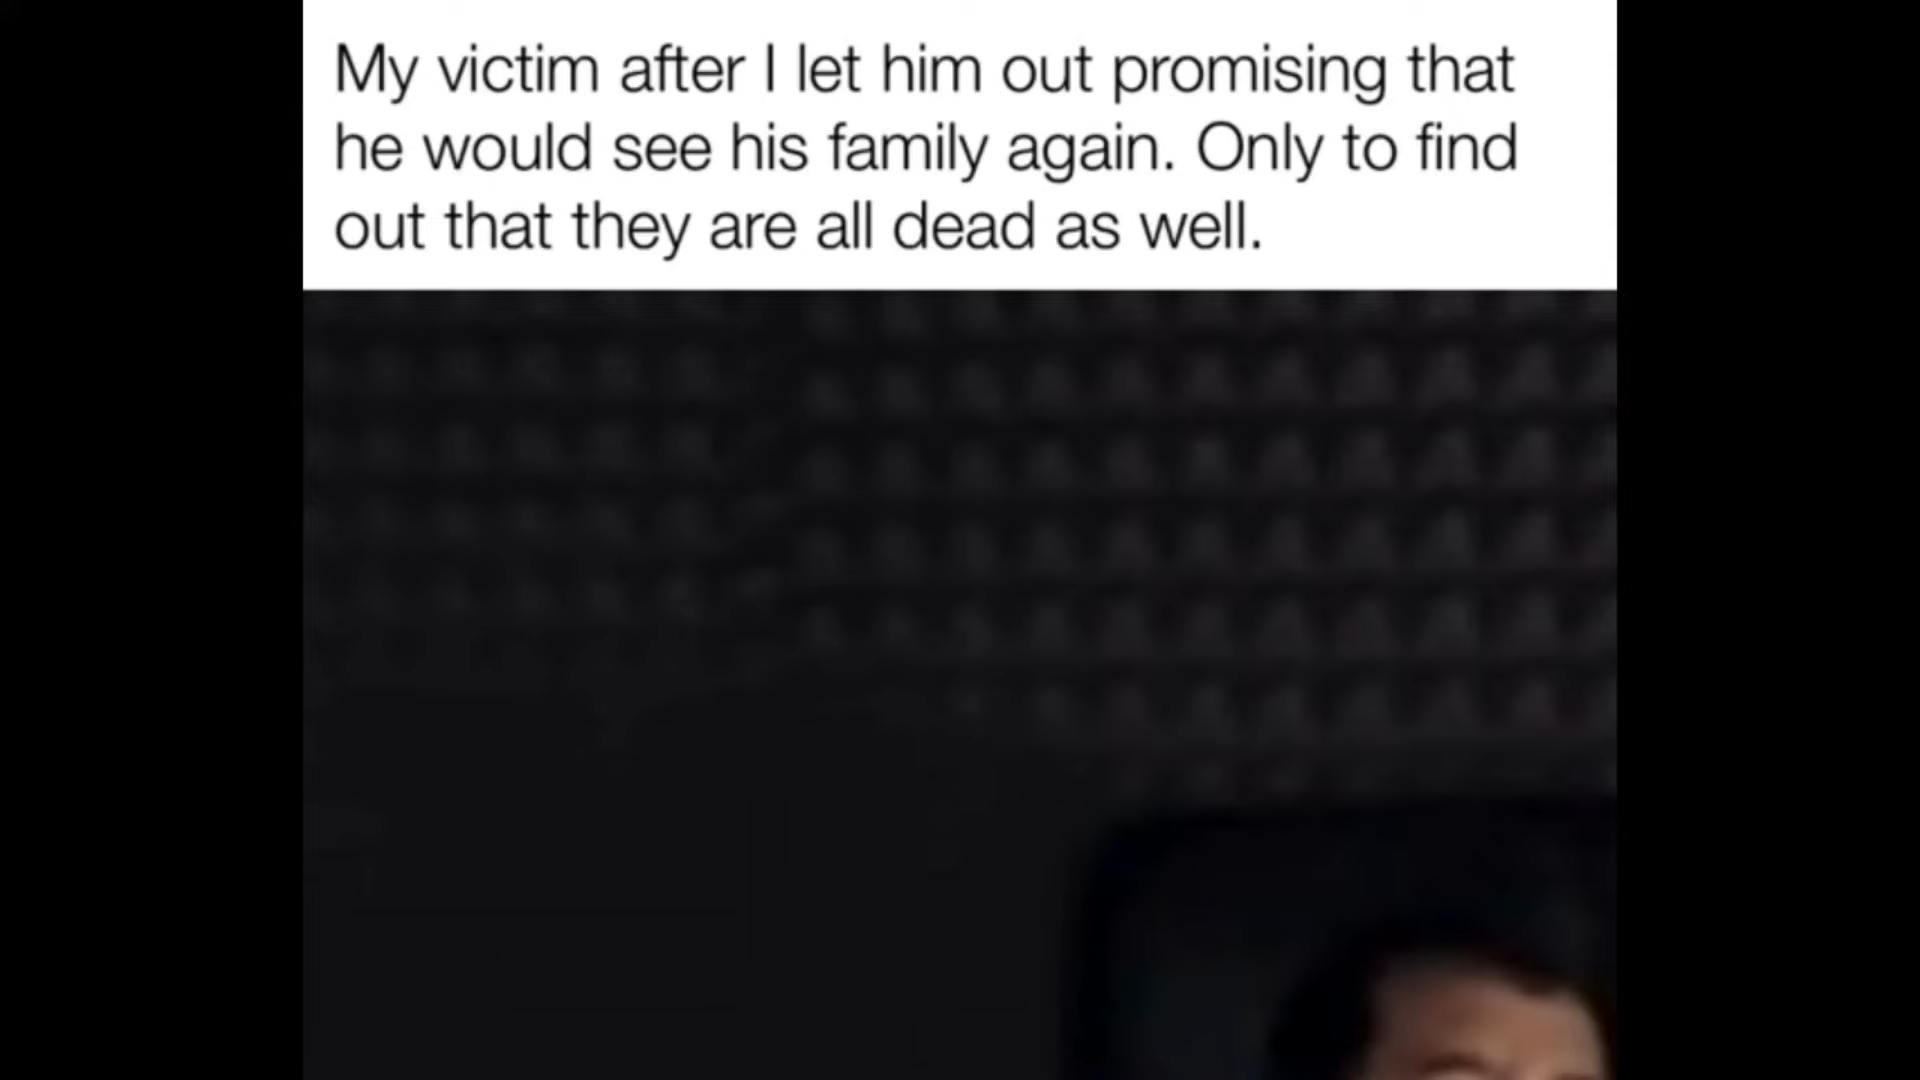 My victim after I let him out promising that
he would see his family again. Only to find
out that they are all dead as well.